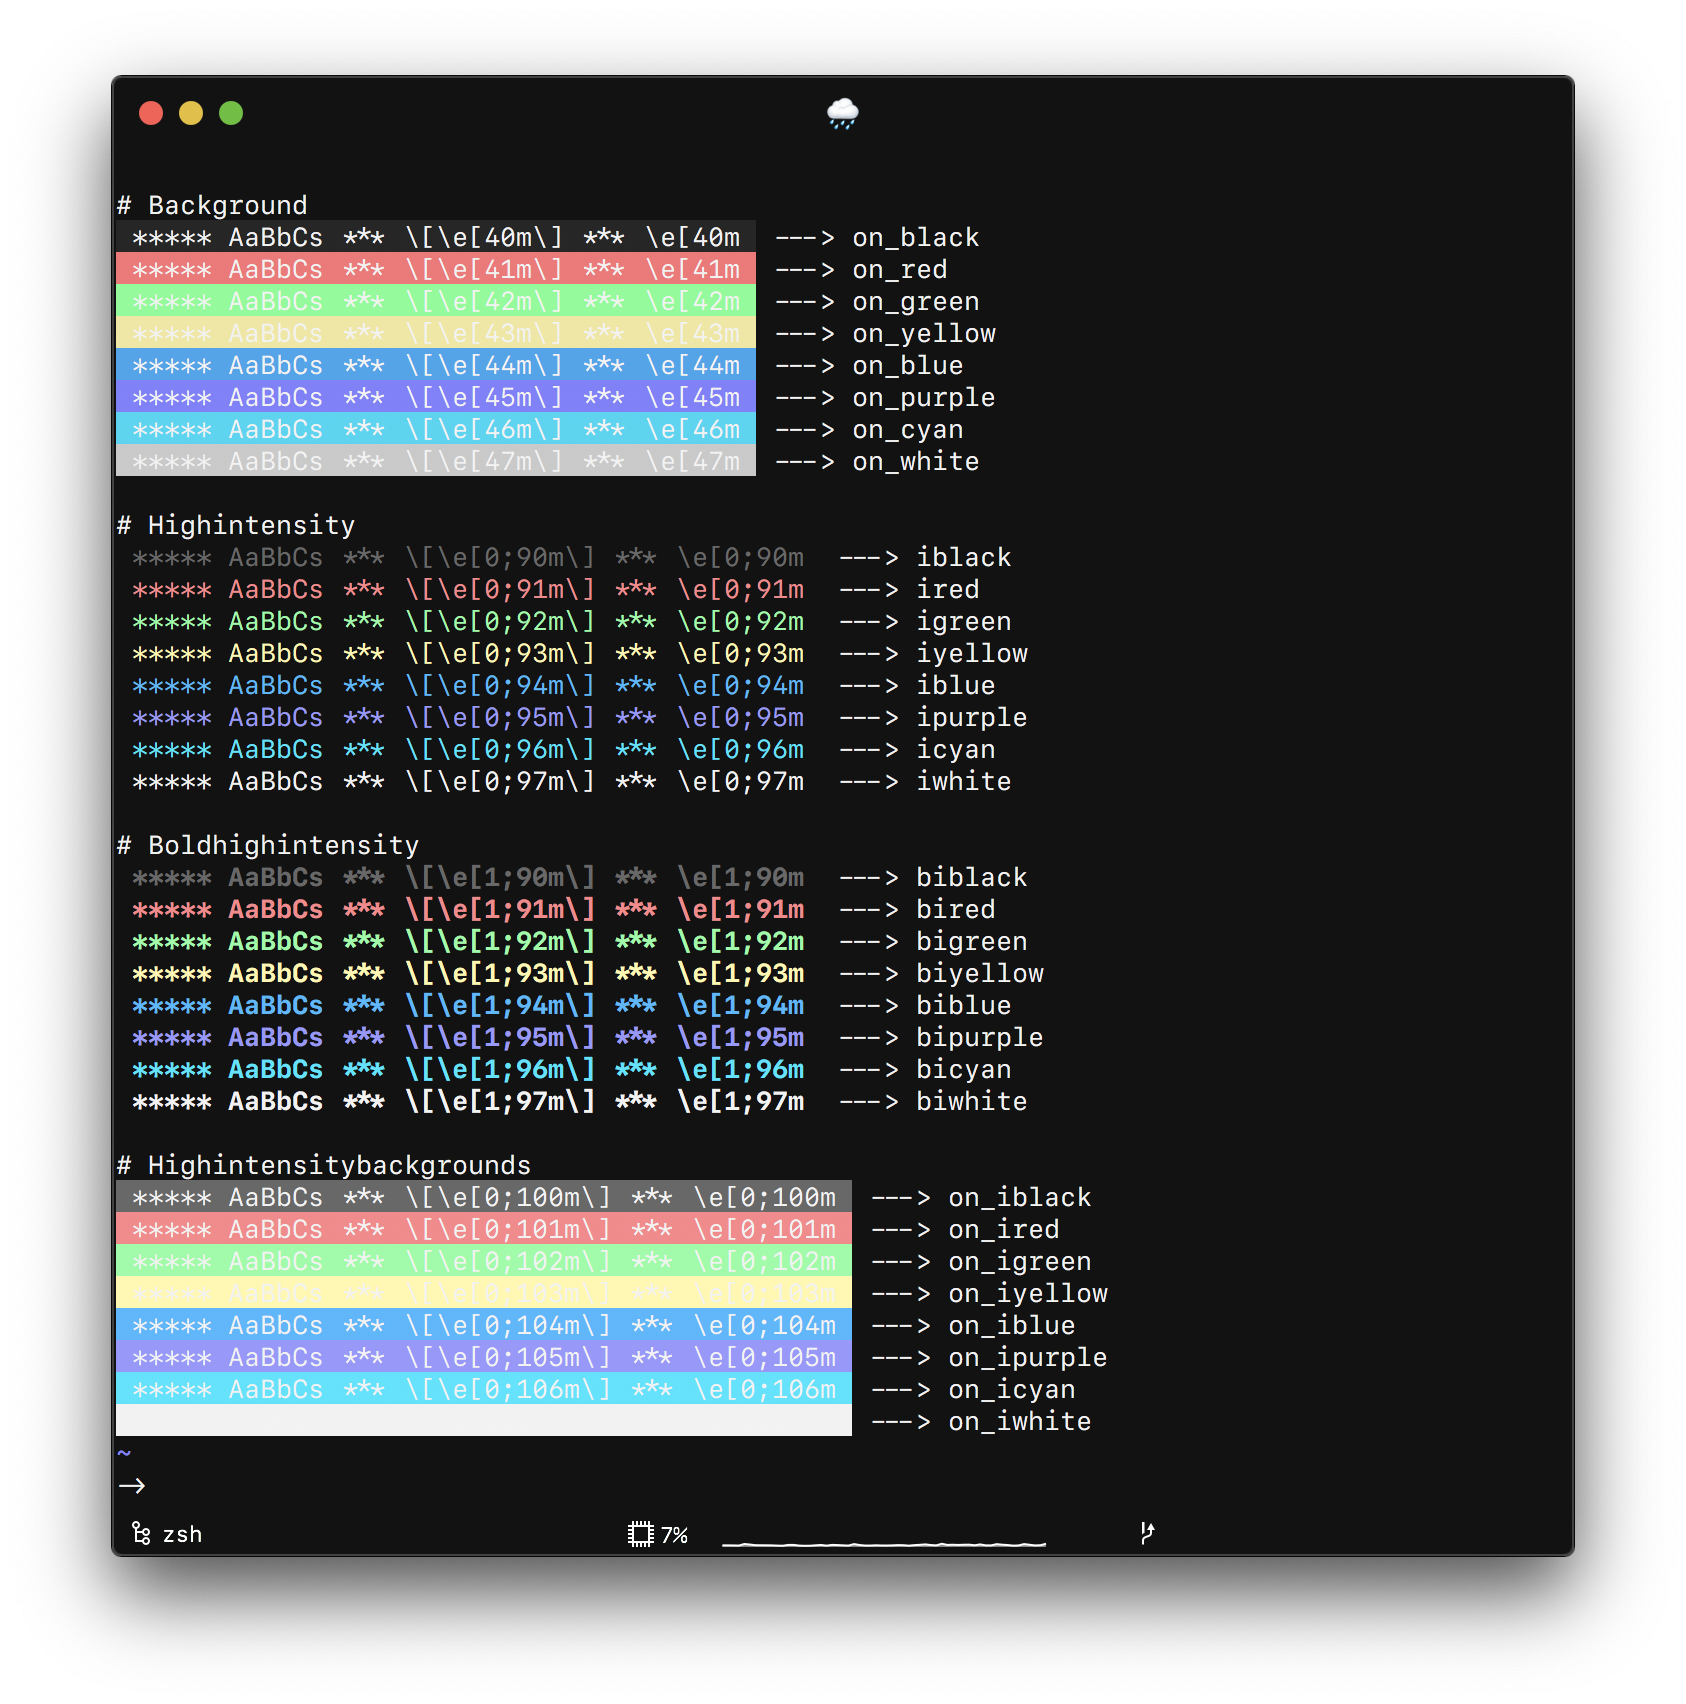 # Background
***** AaBbCs *** \[\e[40m\] *** \e[40m ---> on_black
***** AaBbCs *** \[\e[41m\] *** \e[41m ---> on_red
***** AaBbCs *** \[\e[42m\] *** \e[42m ---> on_green
***** AaBbCs *** \[\e[43m\] *** \e[43m ---> on_yellow
***** AaBbCs *** \[\e[44m\] *** \e[44m ---> on_blue
***** AaBbCs *** \[\e[45m\] *** \e[45m ---> on_purple
***** AaBbCs *** \[\e[46m\] *** \e[46m ---> on_cyan
***** AaBbCs *** \[\e[47m\] *** \e[47m ---> on_white
# Highintensity
***** AaBbCs *** \[\e[0;90m\] *** \e[0;90m ---> iblack
***** AaBbCs *** \[\e[0;91m\] *** \e[0;91m ---> ired
***** AaBbCs *** \[\e[0;92m\] *** \e[0;92m ---> igreen
***** AaBbCs *** \[\e[0;93m\] *** \e[0;93m ---> iyellow
***** AaBbCs *** \[\e[0;94m\] *** \e[0;94m ---> iblue
***** AaBbCs *** \[\e[0;95m\] *** \e[0;95m ---> ipurple
***** AaBbCs *** \[\e[0;96m\] *** \e[0;96m ---> icyan
***** AaBbCs *** \[\e[0;97m\] *** \e[0;97m ---> iwhite
# Boldhighintensity
***** AaBbCs *** \[\e[1;90m\] *** \e[1;90m ---> biblack
***** AaBbCs *** \[\e[1;91m\] *** \e[1;91m ---> bired
***** AaBbCs *** \[\e[1;92m\] *** \e[1;92m ---> bigreen
***** AaBbCs *** \[\e[1;93m\] *** \e[1;93m ---> biyellow
***** AaBbCs *** \[\e[1;94m\] *** \e[1;94m ---> biblue
***** AaBbCs *** \[\e[1;95m\] *** \e[1;95m ---> bipurple
***** AaBbCs *** \[\e[1;96m\] *** \e[1;96m ---> bicyan
***** AaBbCs *** \[\e[1;97m\] *** \e[1;97m ---> biwhite
# Highintensitybackgrounds
***** AaBbCs *** \[\e[0;100m\] *** \e[0;100m ---> on_iblack
***** AaBbCs *** \[\e[0;101m\] *** \e[0;101m ---> on_ired
***** AaBbCs *** \[\e[0;102m\] *** \e[0;102m ---> on_igreen
***** AaBbCs *** \[\e[0;103m\] *** \e[0;103m ---> on_iyellow
***** AaBbCs *** \[\e[0;104m\] *** \e[0;104m ---> on_iblue
***** AaBbCs *** \[\e[0;105m\] *** \e[0;105m ---> on_ipurple
***** AaBbCs *** \[\e[0;106m\] *** \e[0;106m ---> on_icyan
---> on_iwhite
~
→
zsh 7%